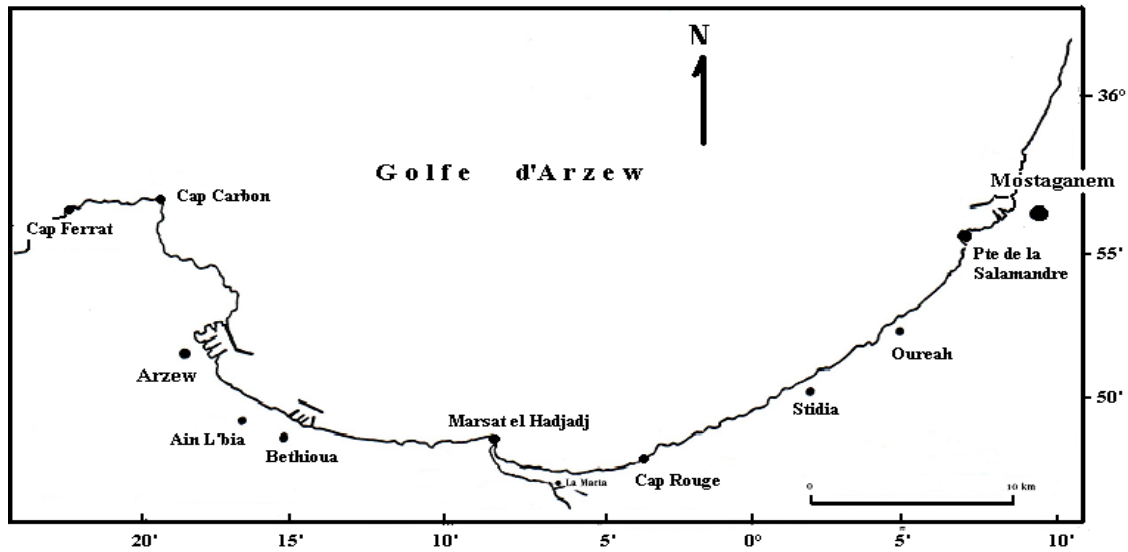 N
36°
Golfe d'Arzew
Mostaganem
Cap Carbon
Cap Ferrat
Pte de la
Salamandre
55'
Oureah
Arzew
50'
Stidia
Marsat el Hadjadj
Ain L'bia
Bethioua
Cap Rouge
La Macta
0 10 km
20' 15' 10' 5' 0° 5' 10'